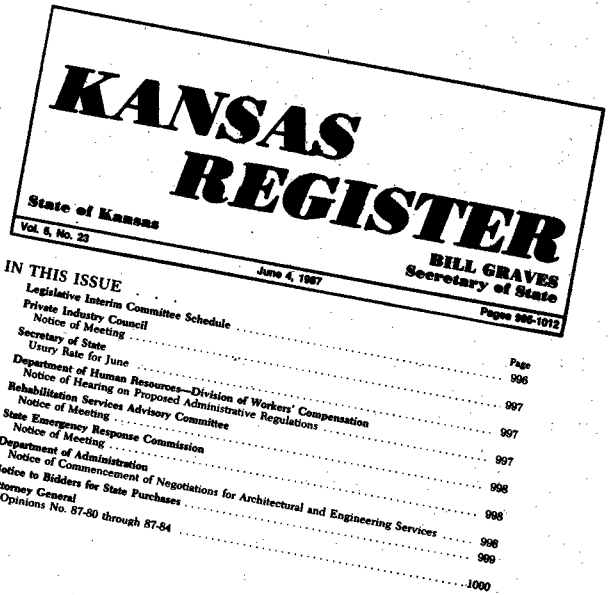 KANSAS
REGISTER
State of Kansas
BILL GRAVES
Secretary of State
Vol. 6, No. 23
June 4, 1987
Pages 995-1012
IN THIS ISSUE
Page
Legislative Interim Committee Schedule 996
Private Industry Council
Notice of Meeting 997
Secretary of State
Usury Rate for June 997
Department of Human Resources—Division of Workers' Compensation
Notice of Hearing on Proposed Administrative Regulations 997
Rehabilitation Services Advisory Committee
Notice of Meeting 998
State Emergency Response Commission
Notice of Meeting 998
Department of Administration
Notice of Commencement of Negotiations for Architectural and Engineering Services 998
otice to Bidders for State Purchases 999
ttorney General
Opinions No. 87-80 through 87-84 1000